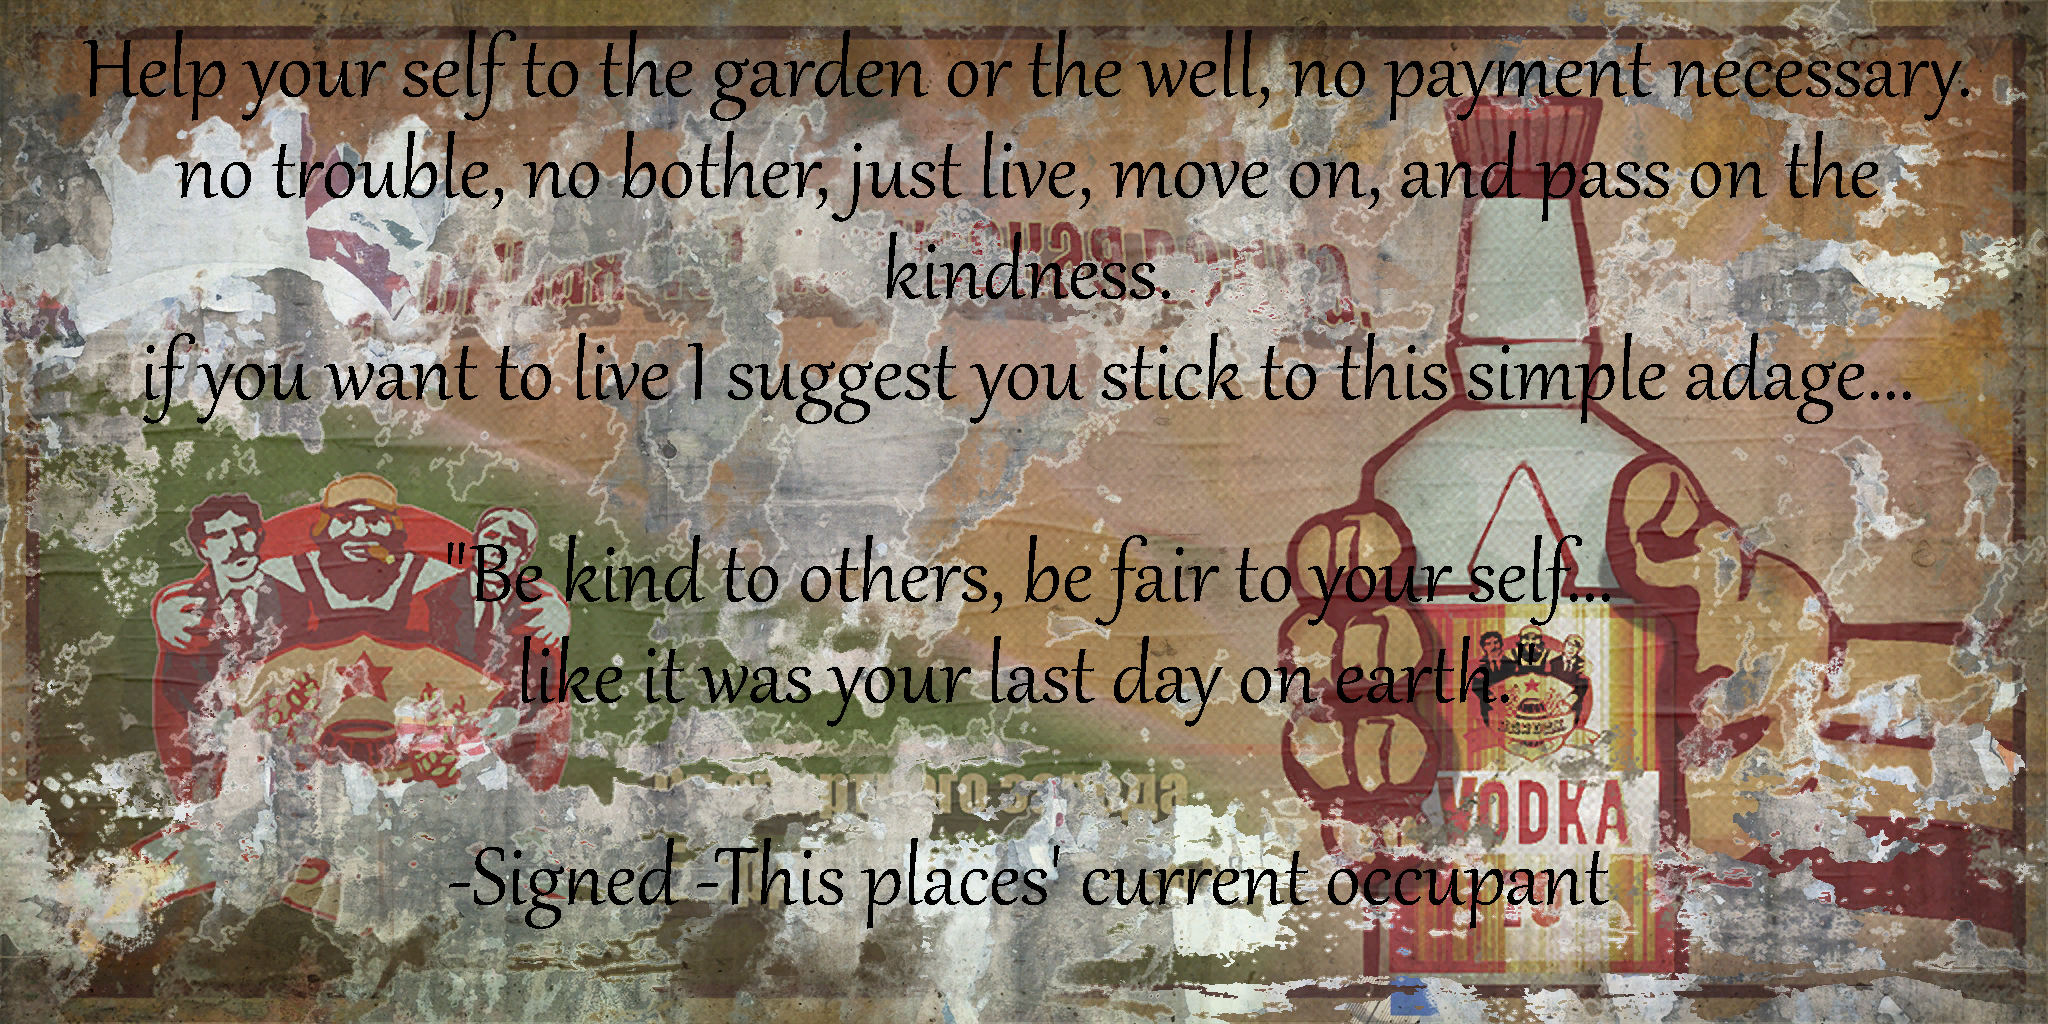 Help your self to the garden or the well, no payment necessary.
no trouble, no bother, just live, move on, and pass on the
kindness.
if you want to live I suggest you stick to this simple adage...
"Be kind to others, be fair to your self...
like it was your last day on earth."
VODKA
-Signed -This places' current occupant